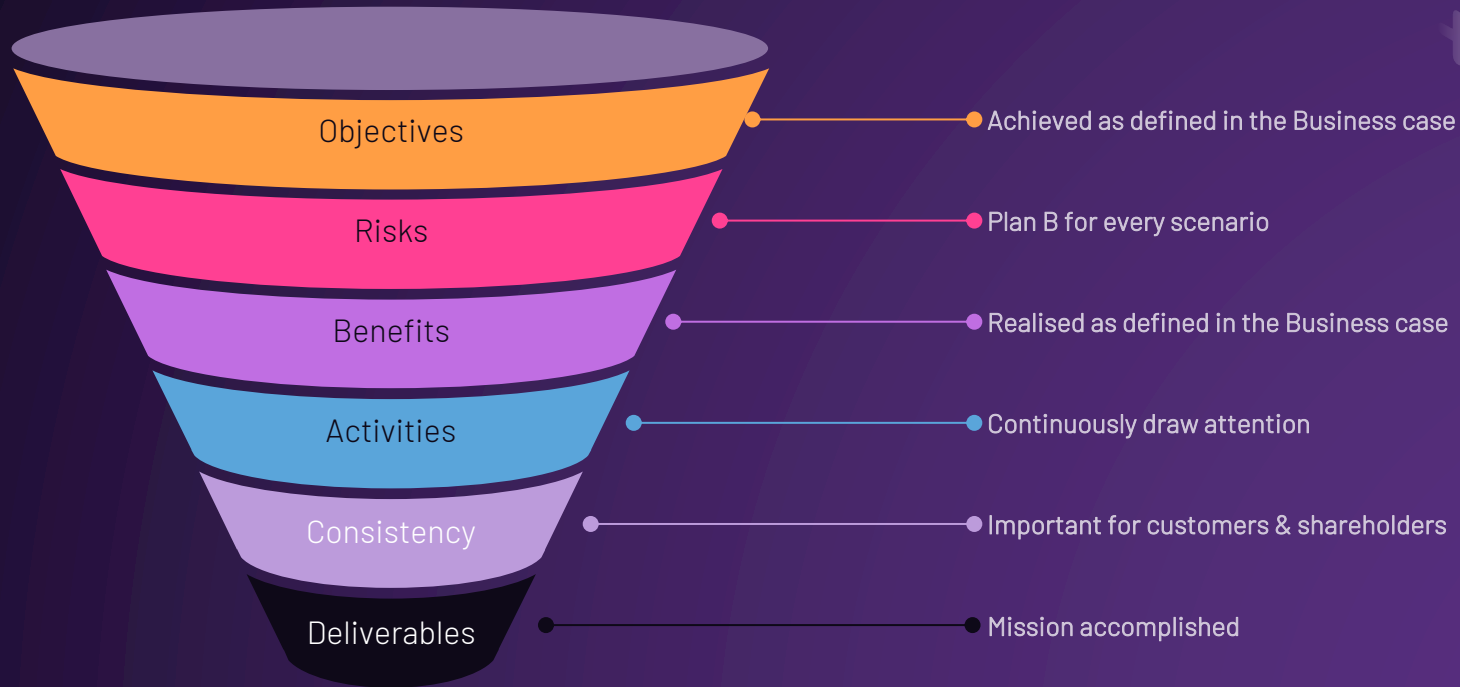 Objectives
Achieved as defined in the Business case
Risks
Plan B for every scenario
Benefits
Realised as defined in the Business case
Activities
Continuously draw attention
Consistency
Important for customers & shareholders
Deliverables
Mission accomplished